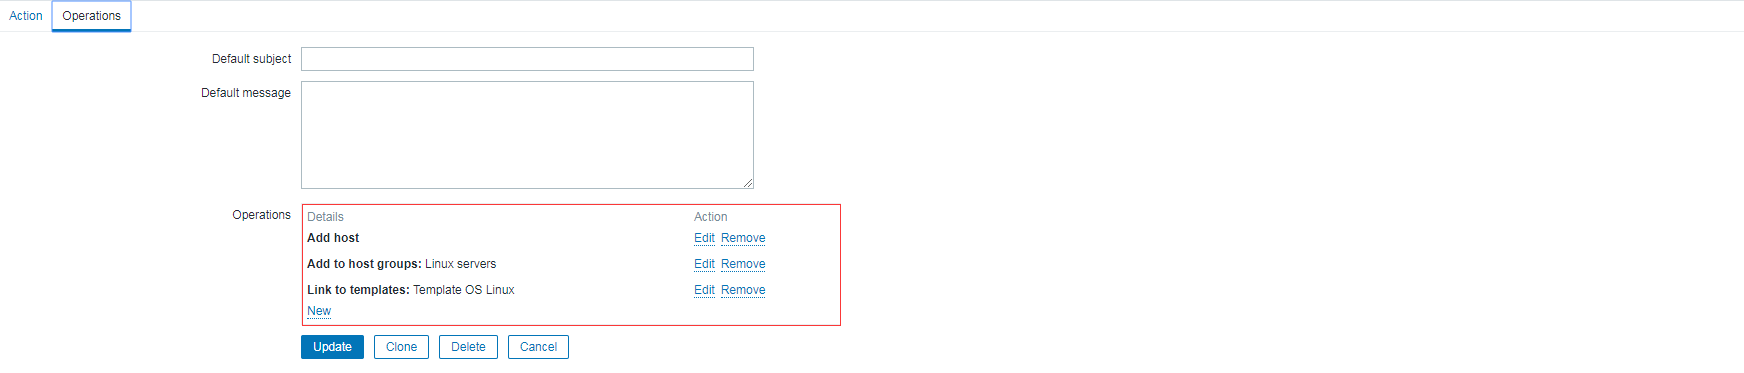 Action Operations
Default subject
Default message
Operations Details Action
Add host Edit Remove
Add to host groups: Linux servers Edit Remove
Link to templates: Template OS Linux Edit Remove
New
Update Clone Delete Cancel